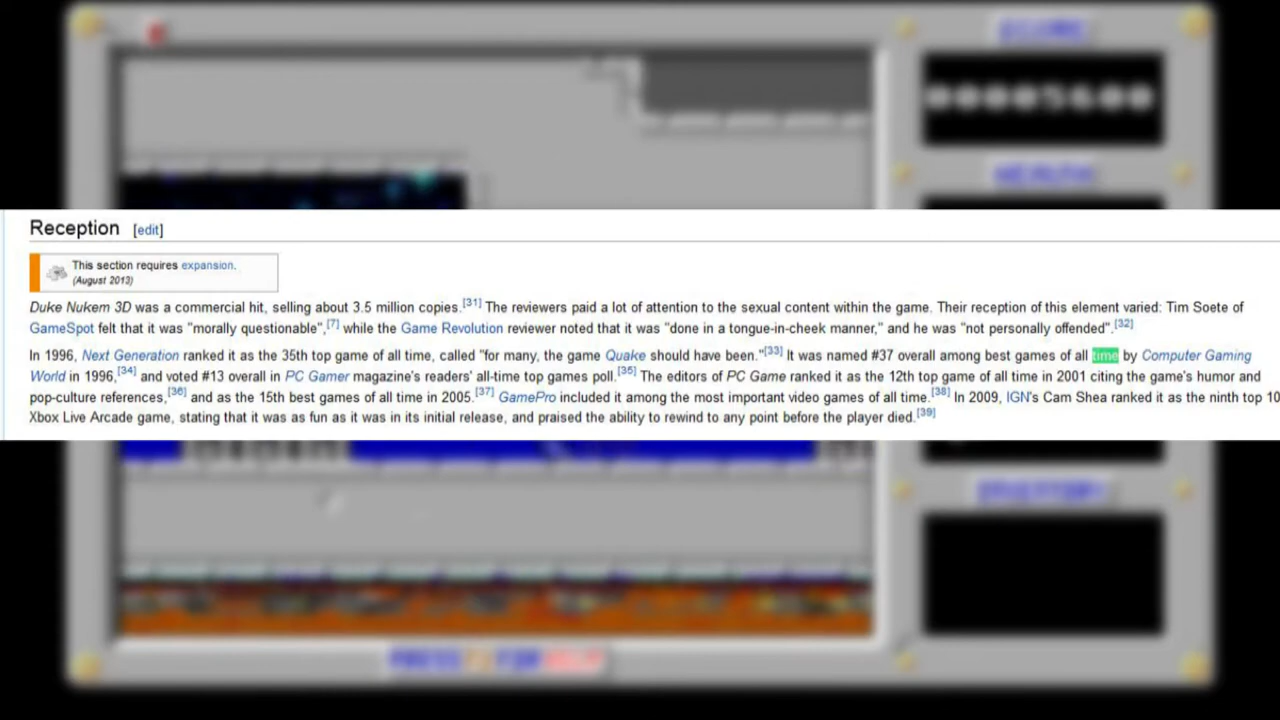 SCORE
00005600
HEALTH
Reception [edit]
This section requires expansion.
(August 2013)
Duke Nukem 3D was a commercial hit, selling about 3.5 million copies.[31] The reviewers paid a lot of attention to the sexual content within the game. Their reception of this element varied: Tim Soete of
GameSpot felt that it was "morally questionable",[7] while the Game Revolution reviewer noted that it was "done in a tongue-in-cheek manner," and he was "not personally offended".[32]
In 1996, Next Generation ranked it as the 35th top game of all time, called "for many, the game Quake should have been."[33] It was named #37 overall among best games of all time by Computer Gaming
World in 1996,[34] and voted #13 overall in PC Gamer magazine's readers' all-time top games poll.[35] The editors of PC Game ranked it as the 12th top game of all time in 2001 citing the game's humor and
pop-culture references,[36] and as the 15th best games of all time in 2005.[37] GamePro included it among the most important video games of all time.[38] In 2009, IGN's Cam Shea ranked it as the ninth top 10
Xbox Live Arcade game, stating that it was as fun as it was in its initial release, and praised the ability to rewind to any point before the player died.[39]
INVENTORY
PRESS F1 FOR HELP